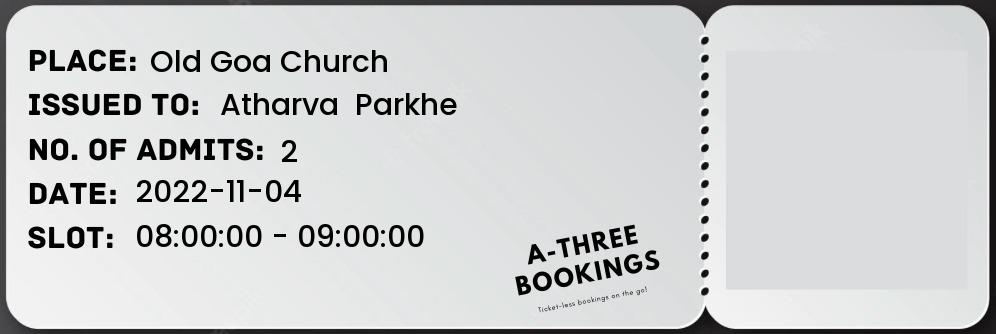 PLACE: Old Goa Church
ISSUED TO: Atharva Parkhe
NO. OF ADMITS: 2
DATE: 2022-11-04
SLOT: 08:00:00 - 09:00:00
A-THREE
BOOKINGS
Ticket-less bookings on the go!